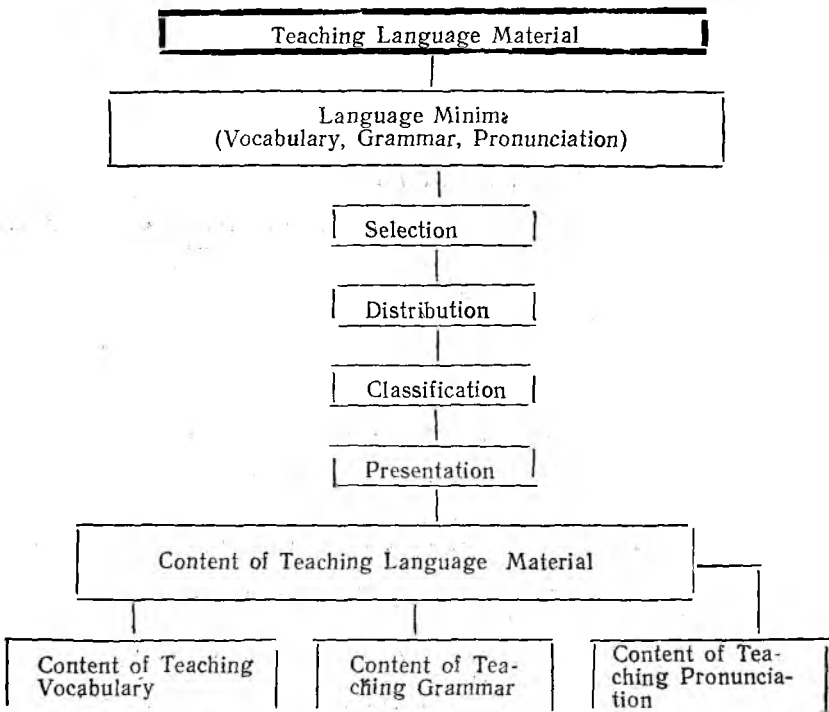 Teaching Language Material
Language Minima
(Vocabulary, Grammar, Pronunciation)
Selection
Distribution
Classification
Presentation
Content of Teaching Language Material
Content of Teaching
Vocabulary
Content of Tea-
ching Grammar
Content of Tea-
ching Pronuncia-
tion